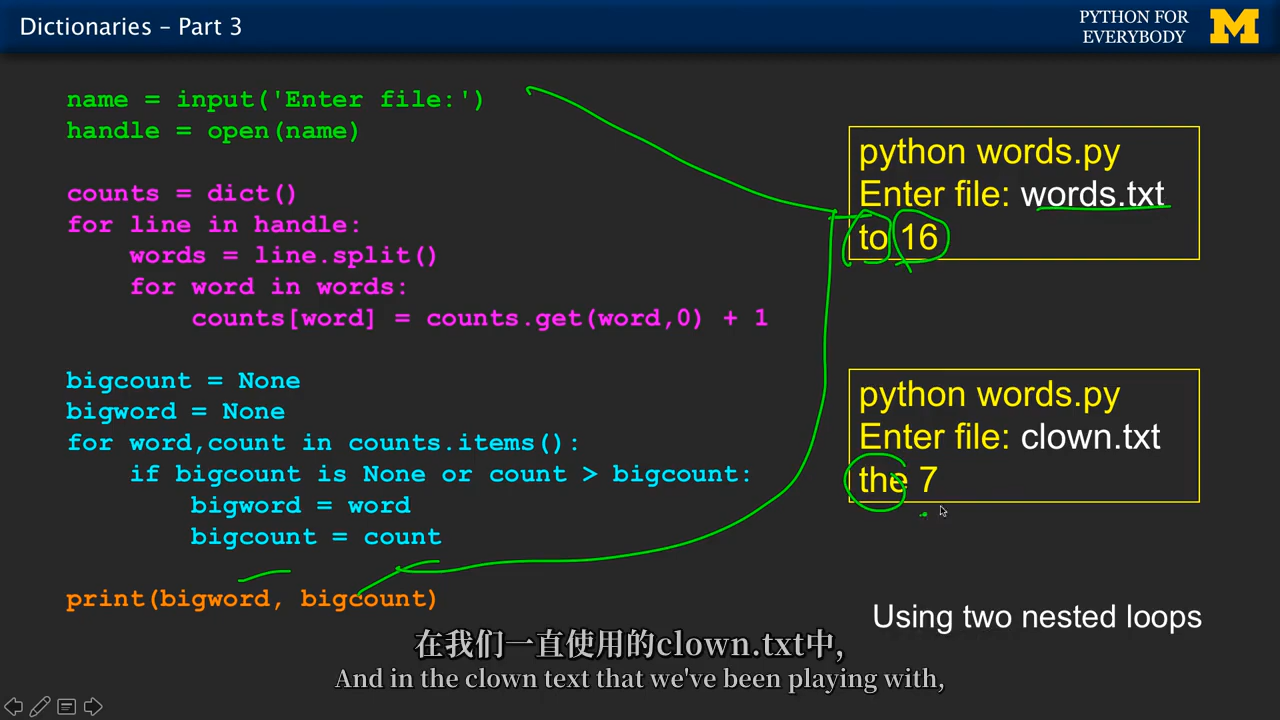 Dictionaries – Part 3
PYTHON FOR
EVERYBODY
M
name = input('Enter file:')
handle = open(name)
counts = dict()
for line in handle:
    words = line.split()
    for word in words:
        counts[word] = counts.get(word,0) + 1
bigcount = None
bigword = None
for word,count in counts.items():
    if bigcount is None or count > bigcount:
        bigword = word
        bigcount = count
print(bigword, bigcount)
python words.py
Enter file: words.txt
to 16
python words.py
Enter file: clown.txt
the 7
Using two nested loops
在我们一直使用的clown.txt中,
And in the clown text that we've been playing with,